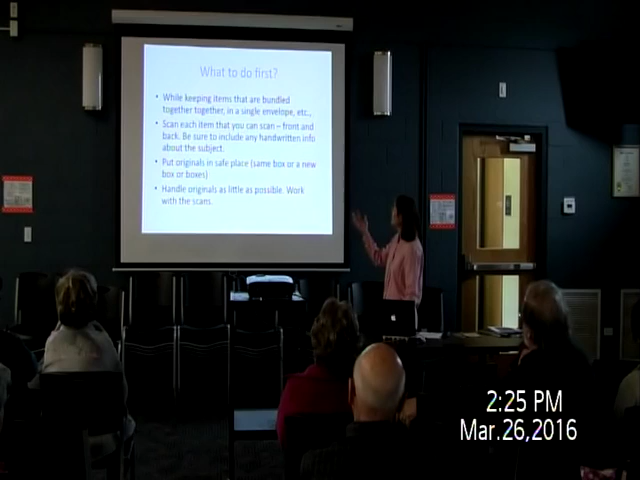 What to do first?
• While keeping items that are bundled
together together, in a single envelope, etc.,
• Scan each item that you can scan – front and
back. Be sure to include any handwritten info
about the subject.
• Put originals in safe place (same box or a new
box or boxes)
• Handle originals as little as possible. Work
with the scans.
2:25 PM
Mar.26,2016